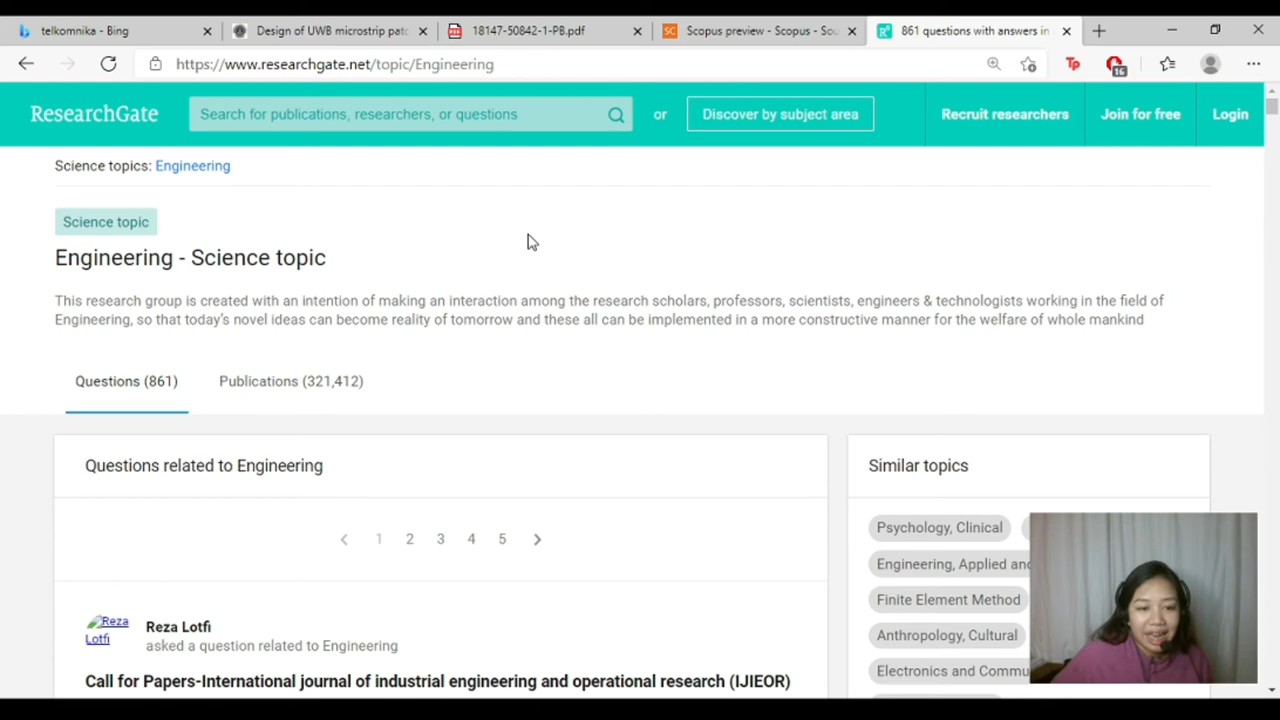 telkomnika - Bing
Design of UWB microstrip patc
18147-50842-1-PB.pdf
Scopus preview - Scopus - Sou
861 questions with answers in
https://www.researchgate.net/topic/Engineering
Tp
16
ResearchGate
Search for publications, researchers, or questions
or
Discover by subject area
Recruit researchers
Join for free
Login
Science topics: Engineering
Science topic
Engineering - Science topic
This research group is created with an intention of making an interaction among the research scholars, professors, scientists, engineers & technologists working in the field of
Engineering, so that today's novel ideas can become reality of tomorrow and these all can be implemented in a more constructive manner for the welfare of whole mankind
Questions (861)
Publications (321,412)
Questions related to Engineering
1 2 3 4 5
Reza Lotfi
Reza Lotfi
asked a question related to Engineering
Call for Papers-International journal of industrial engineering and operational research (IJIEOR)
Similar topics
Psychology, Clinical
Engineering, Applied and
Finite Element Method
Anthropology, Cultural
Electronics and Commu